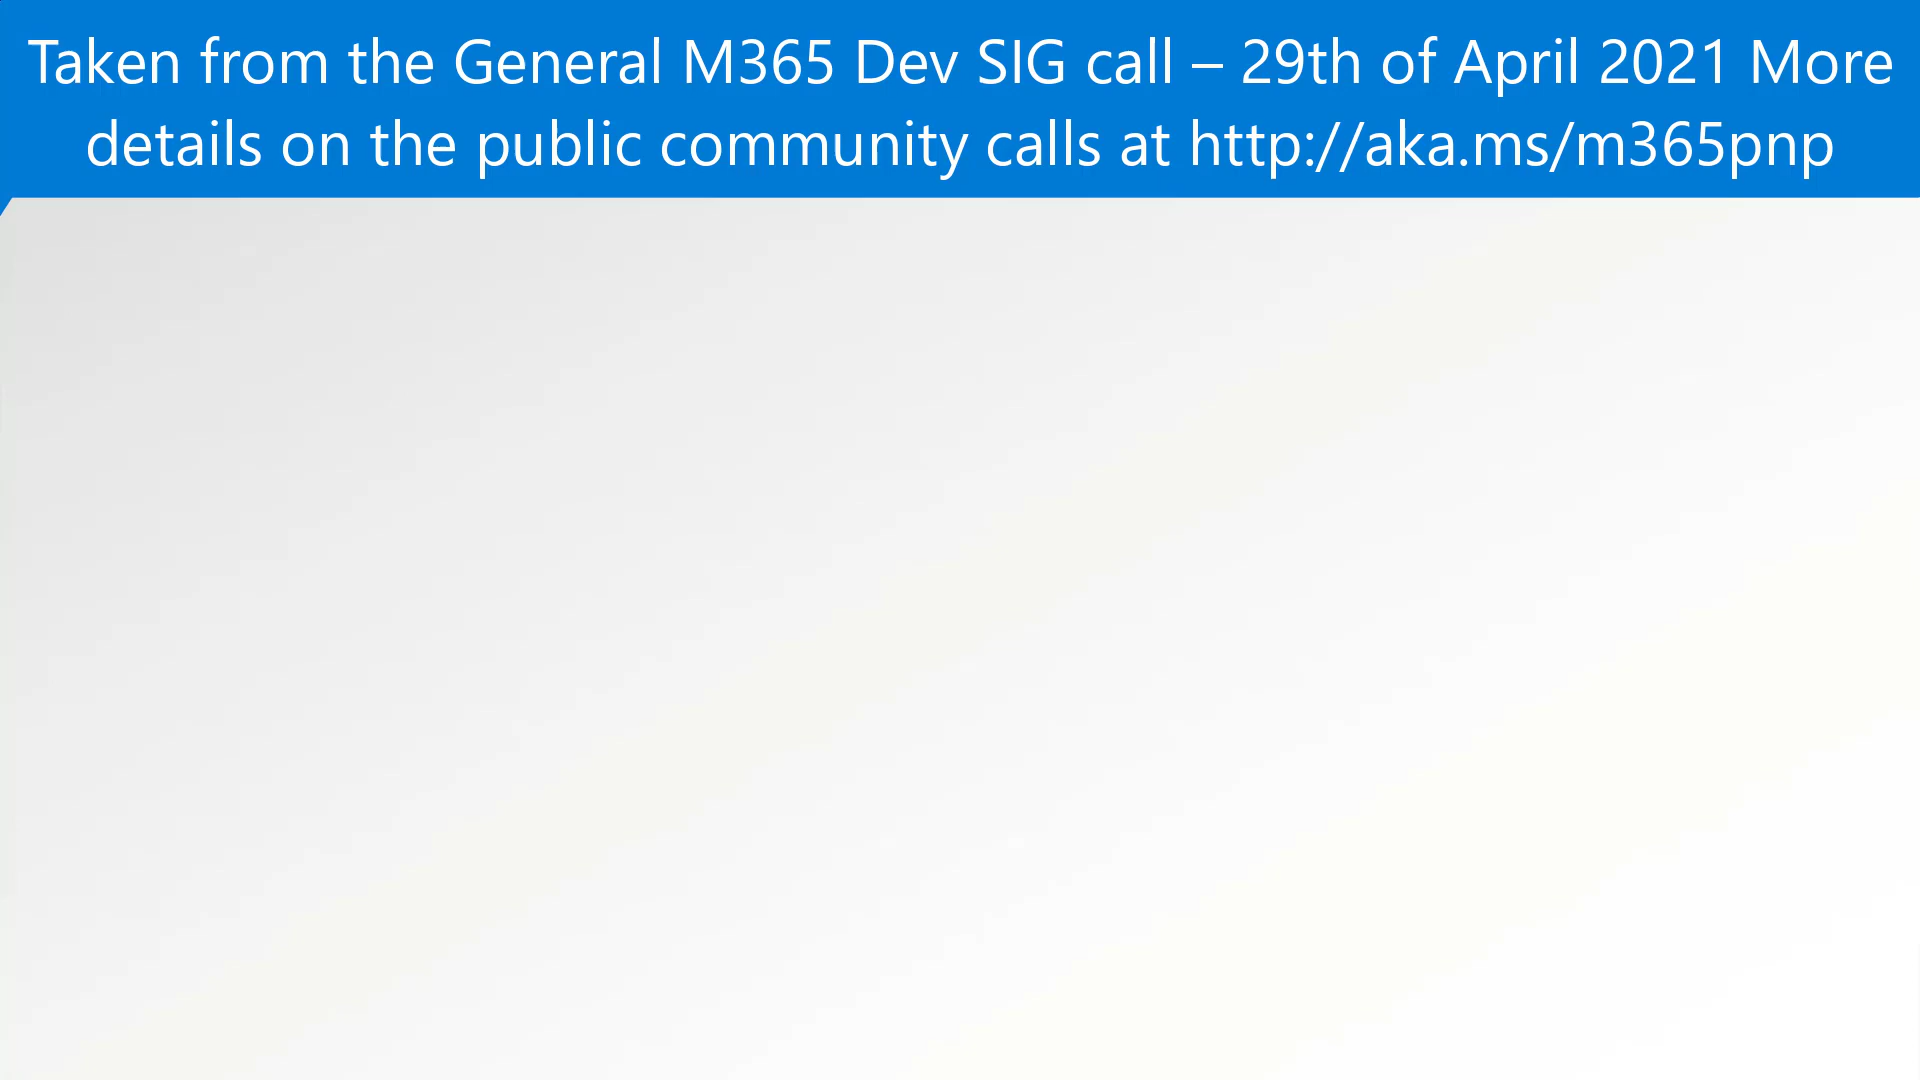 Taken from the General M365 Dev SIG call – 29th of April 2021 More
details on the public community calls at http://aka.ms/m365pnp